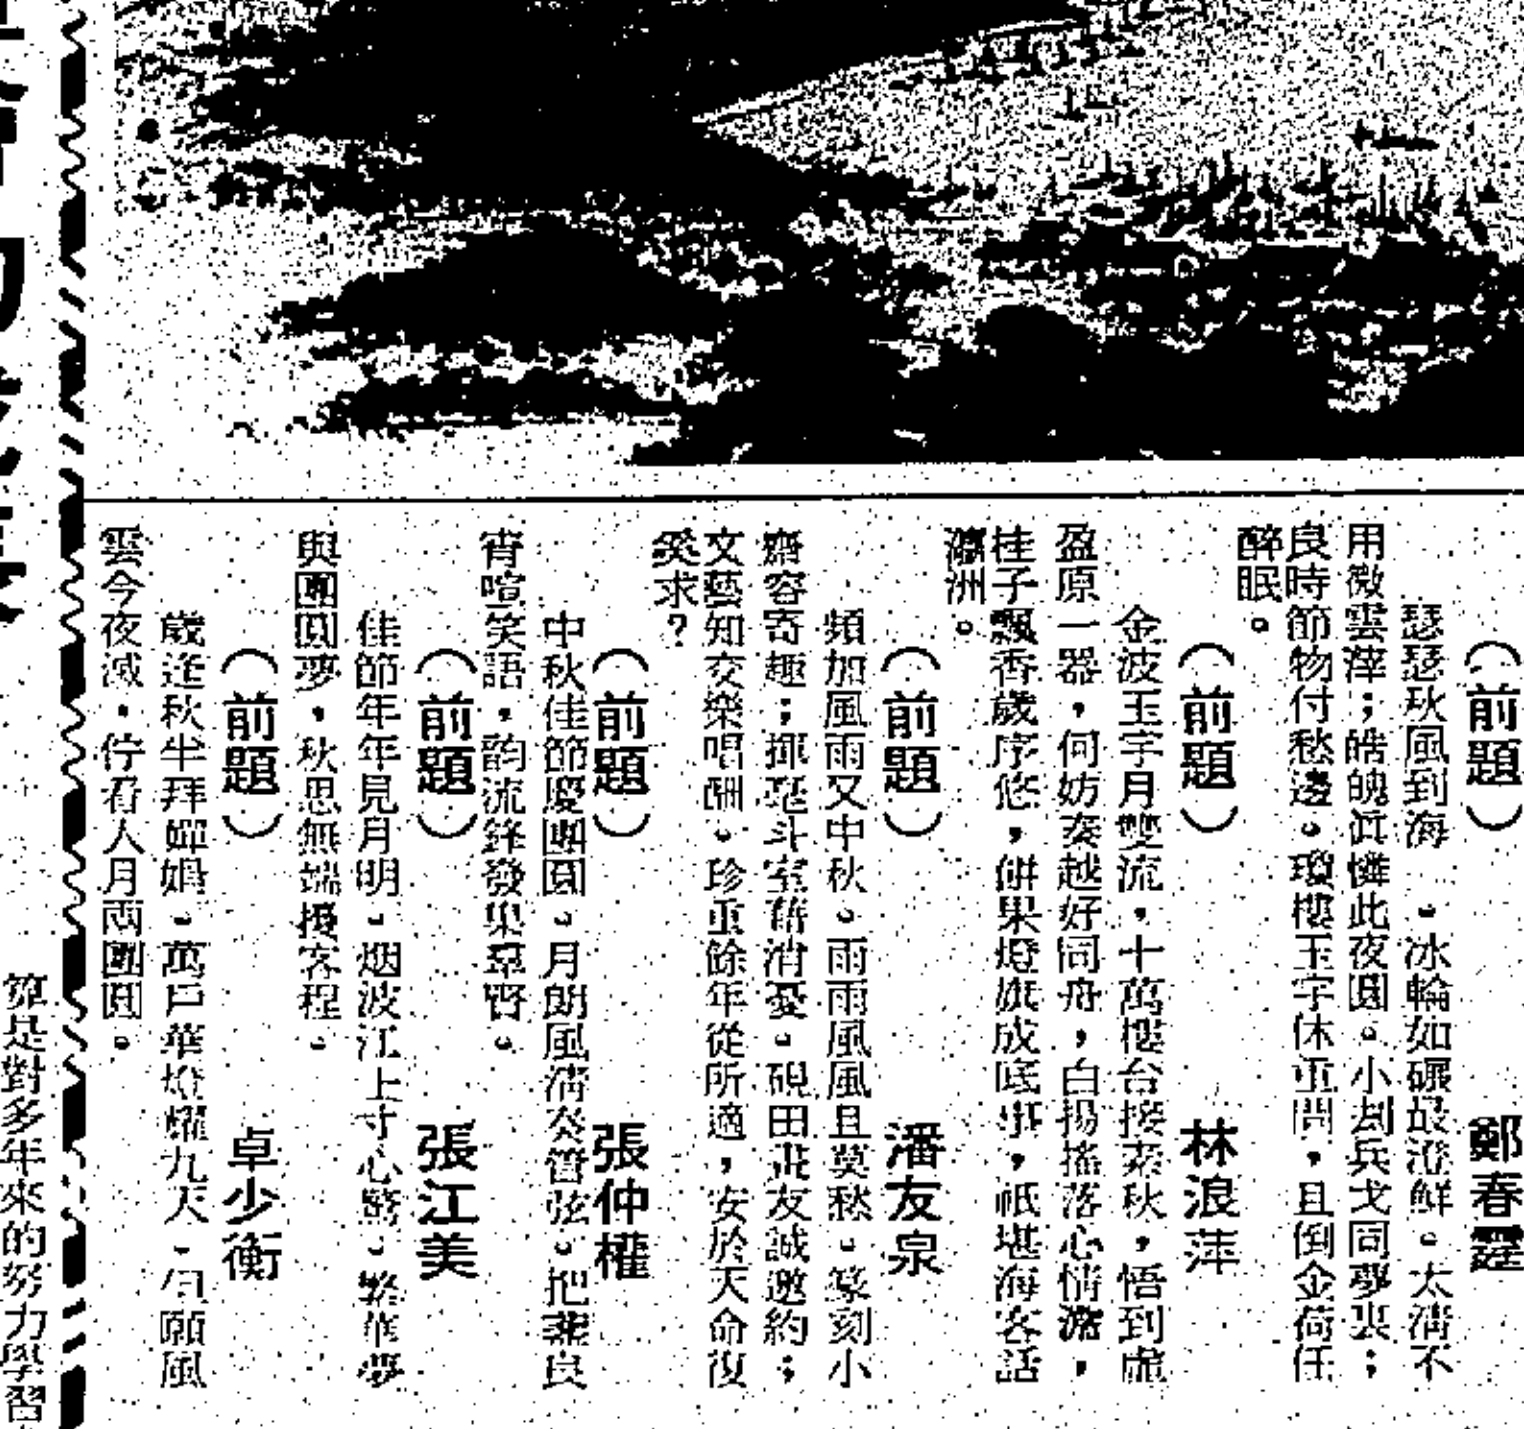 （前題）　鄭春霆
瑟瑟秋風到海　。冰輪如碾最澄鮮。太清不
用微雲滓；皓魄眞憐此夜圓。小劫兵戈同夢裏；
良時節物付愁邊。瓊樓玉宇休重問，且倒金荷任
醉眠。
（前題）　林浪萍
金波玉宇月雙流，十萬樓台接素秋，悟到虛
盈原一器，何妨秦越好同舟，白揚搖落心情澹，
桂子飄香歲序悠，餅果燈旗成底事，祇堪海客話
瀛洲。
（前題）　潘友泉
頻加風雨又中秋。雨雨風風且莫愁。篆刻小
齋容寄趣；揮毫斗室藉消憂。硯田畫友誠邀約；
文藝知交樂唱酬。珍重餘年從所適，安於天命復
奚求？
（前題）　張仲權
中秋佳節慶團圓。月朗風清奏管弦。把盞良
宵喧笑語，韵流鋒發集羣賢。
（前題）　張江美
佳節年年見月明。烟波江上寸心驚。繁華夢
與團圓夢，秋思無端擾客程。
（前題）　卓少衡
歲逢秋半拜嬋娟。萬戶華燈耀九天。但願風
雲今夜滅，佇看人月兩團圓。
算是對多年來的努力學習